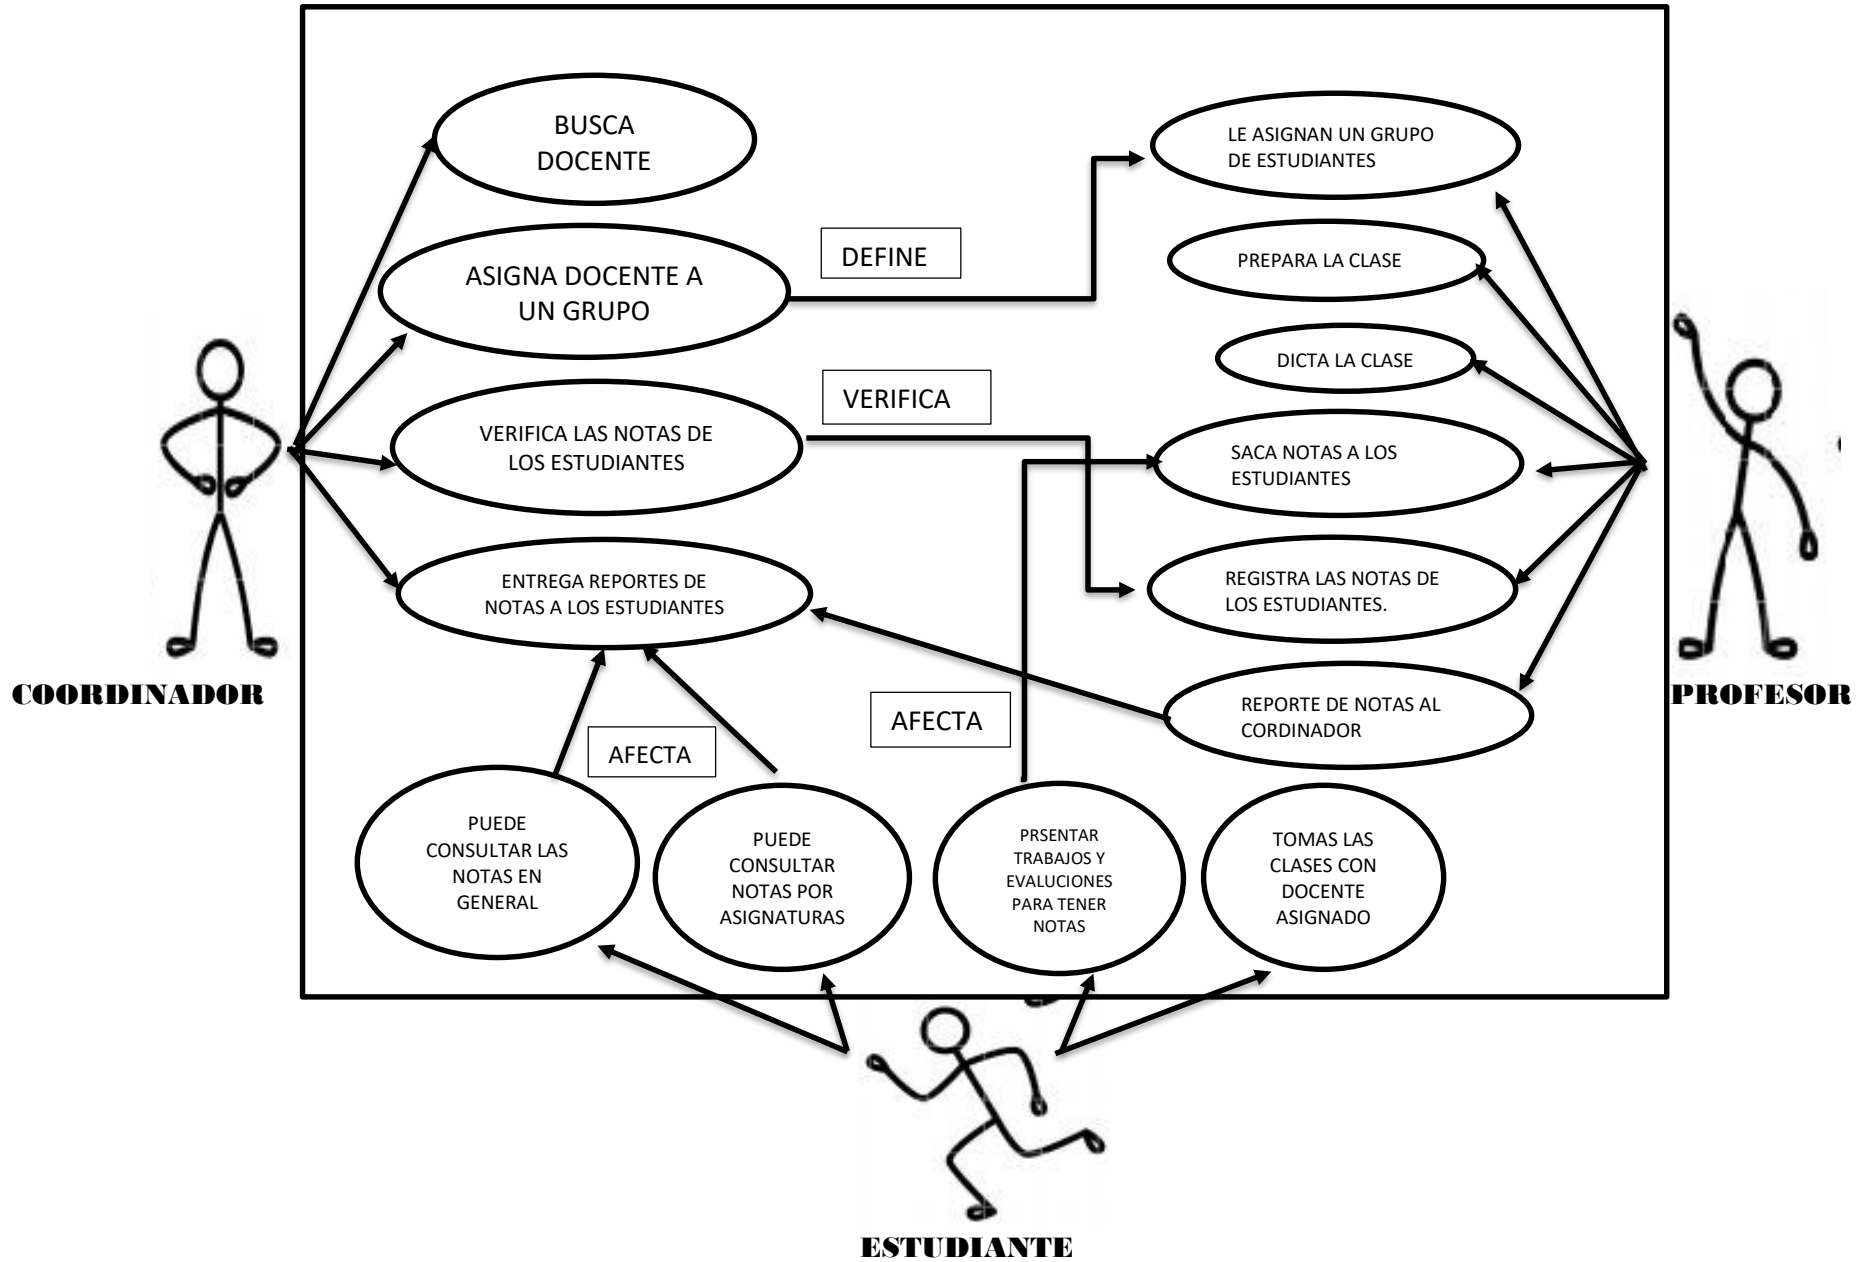 BUSCA
DOCENTE
ASIGNA DOCENTE A
UN GRUPO
VERIFICA LAS NOTAS DE
LOS ESTUDIANTES
ENTREGA REPORTES DE
NOTAS A LOS ESTUDIANTES
DEFINE
VERIFICA
AFECTA
AFECTA
LE ASIGNAN UN GRUPO
DE ESTUDIANTES
PREPARA LA CLASE
DICTA LA CLASE
SACA NOTAS A LOS
ESTUDIANTES
REGISTRA LAS NOTAS DE
LOS ESTUDIANTES.
REPORTE DE NOTAS AL
CORDINADOR
COORDINADOR
PROFESOR
PUEDE
CONSULTAR LAS
NOTAS EN
GENERAL
PUEDE
CONSULTAR
NOTAS POR
ASIGNATURAS
PRSENTAR
TRABAJOS Y
EVALUCIONES
PARA TENER
NOTAS
TOMAS LAS
CLASES CON
DOCENTE
ASIGNADO
ESTUDIANTE